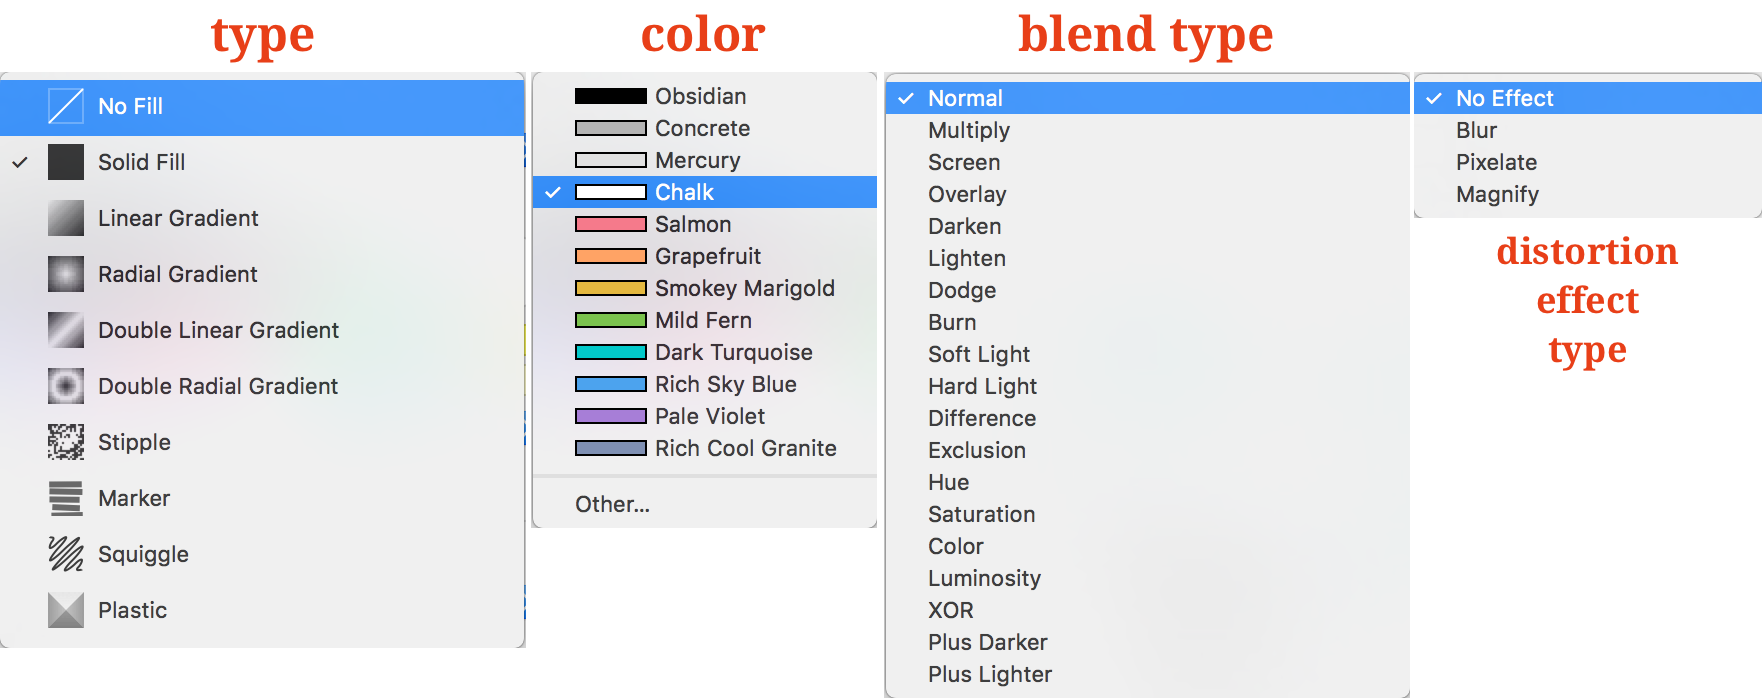 type
No Fill
Solid Fill
Linear Gradient
Radial Gradient
Double Linear Gradient
Double Radial Gradient
Stipple
Marker
Squiggle
Plastic
color
Obsidian
Concrete
Mercury
Chalk
Salmon
Grapefruit
Smokey Marigold
Mild Fern
Dark Turquoise
Rich Sky Blue
Pale Violet
Rich Cool Granite
Other...
blend type
Normal
Multiply
Screen
Overlay
Darken
Lighten
Dodge
Burn
Soft Light
Hard Light
Difference
Exclusion
Hue
Saturation
Color
Luminosity
XOR
Plus Darker
Plus Lighter
No Effect
Blur
Pixelate
Magnify
distortion
effect
type